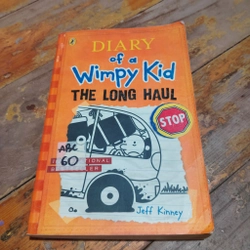 DIARY
of a
Wimpy Kid
THE LONG HAUL
STOP
ABC
60
Jeff Kinney